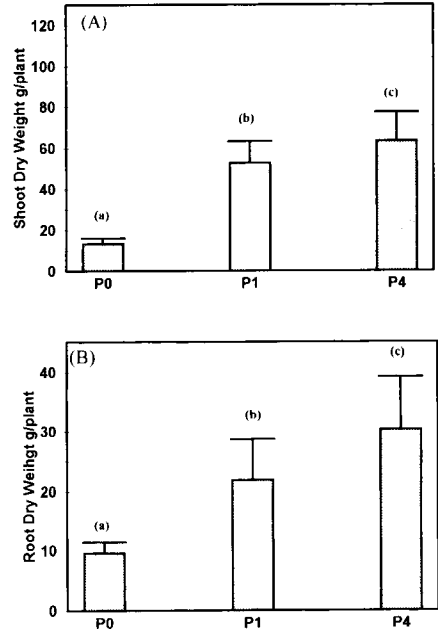 (A)
Shoot Dry Weight g/plant
120
100
80
60
40
20
0
(a)
(b)
(c)
P0 P1 P4
(B)
Root Dry Weihgt g/plant
40
30
20
10
0
(a)
(b)
(c)
P0 P1 P4